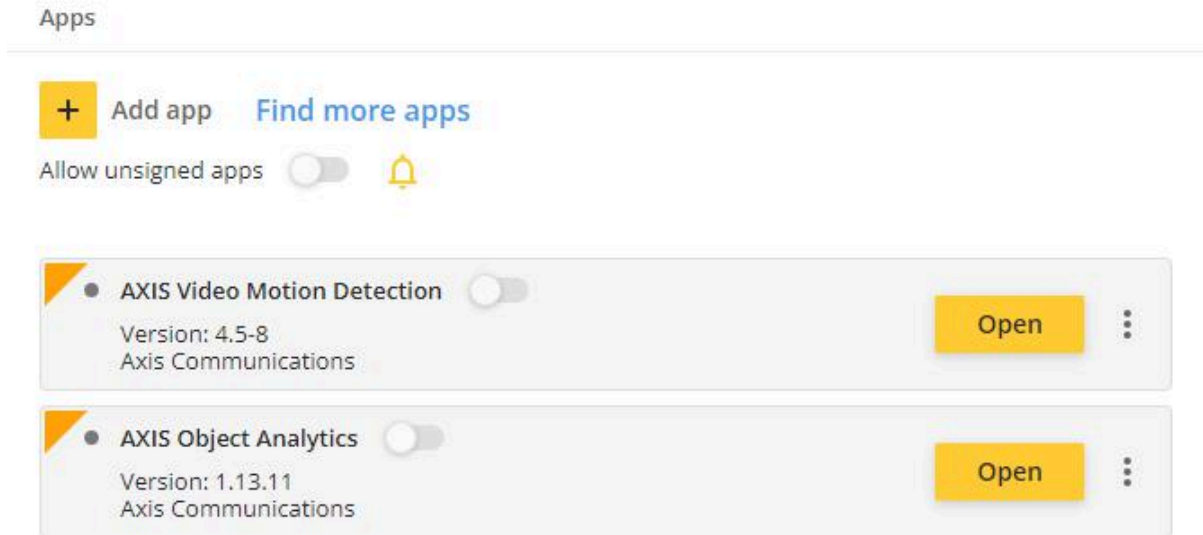 Apps
+ Add app Find more apps
Allow unsigned apps
AXIS Video Motion Detection
Version: 4.5-8
Axis Communications
Open
AXIS Object Analytics
Version: 1.13.11
Axis Communications
Open